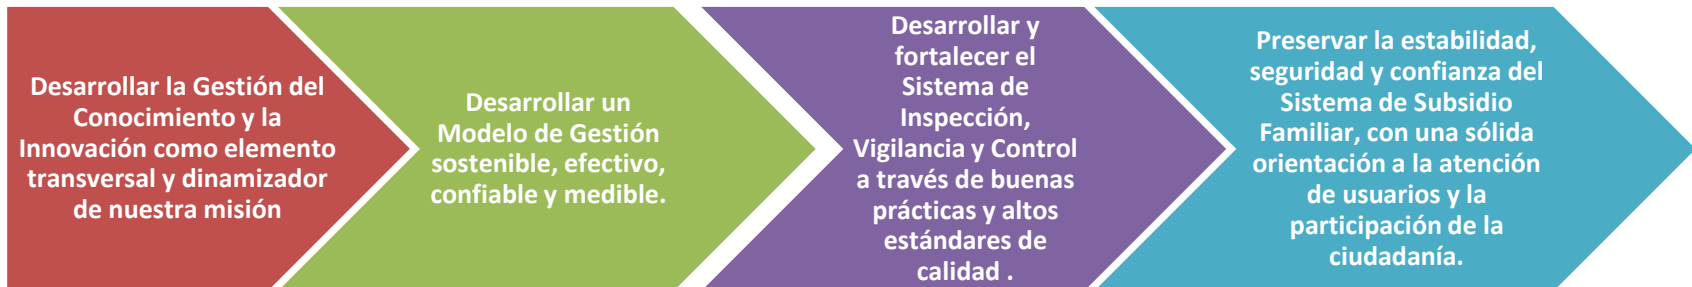 Desarrollar la Gestión del
Conocimiento y la
Innovación como elemento
transversal y dinamizador
de nuestra misión
Desarrollar un
Modelo de Gestión
sostenible, efectivo,
confiable y medible.
Desarrollar y
fortalecer el
Sistema de
Inspección,
Vigilancia y Control
a través de buenas
prácticas y altos
estándares de
calidad .
Preservar la estabilidad,
seguridad y confianza del
Sistema de Subsidio
Familiar, con una sólida
orientación a la atención
de usuarios y la
participación de la
ciudadanía.